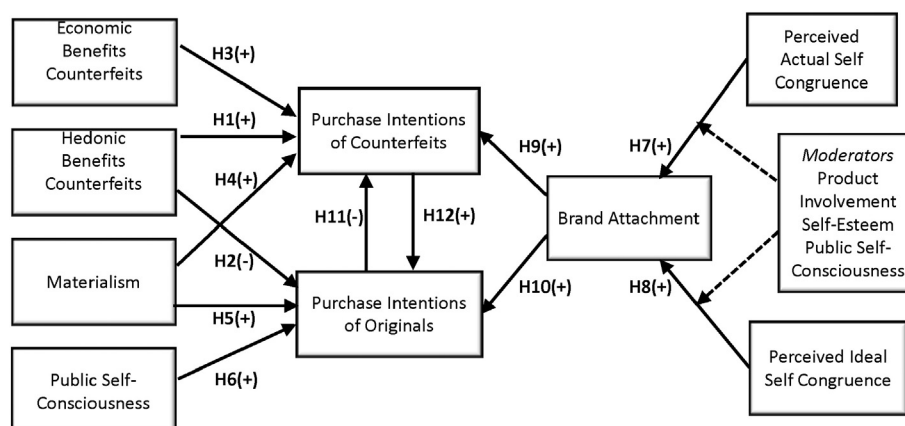 Economic
Benefits
Counterfeits
Hedonic
Benefits
Counterfeits
Materialism
Public Self-
Consciousness
H3(+)
H1(+)
H4(+)
H2(-)
H5(+)
H6(+)
Purchase Intentions
of Counterfeits
H11(-)
H12(+)
Purchase Intentions
of Originals
H9(+)
H10(+)
Brand Attachment
H7(+)
H8(+)
Perceived
Actual Self
Congruence
Moderators
Product
Involvement
Self-Esteem
Public Self-
Consciousness
Perceived Ideal
Self Congruence